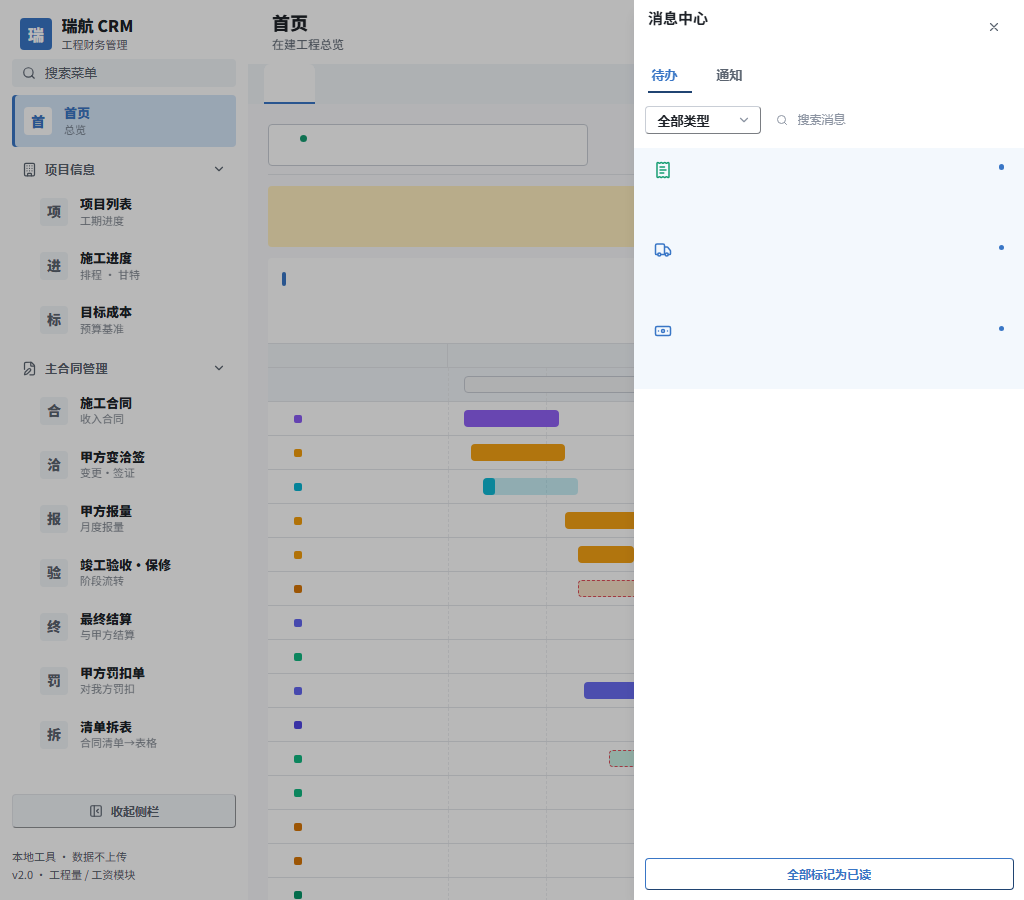 瑞
瑞航 CRM
工程财务管理
搜索菜单
首
首页
总览
项目信息
项
项目列表
工期进度
进
施工进度
排程 · 甘特
标
目标成本
预算基准
主合同管理
合
施工合同
收入合同
洽
甲方变洽签
变更·签证
报
甲方报量
月度报量
验
竣工验收·保修
阶段流转
终
最终结算
与甲方结算
罚
甲方罚扣单
对我方罚扣
拆
清单拆表
合同清单→表格
收起侧栏
本地工具 · 数据不上传
v2.0 · 工程量 / 工资模块
首页
在建工程总览
消息中心
待办
通知
全部类型
搜索消息
全部标记为已读